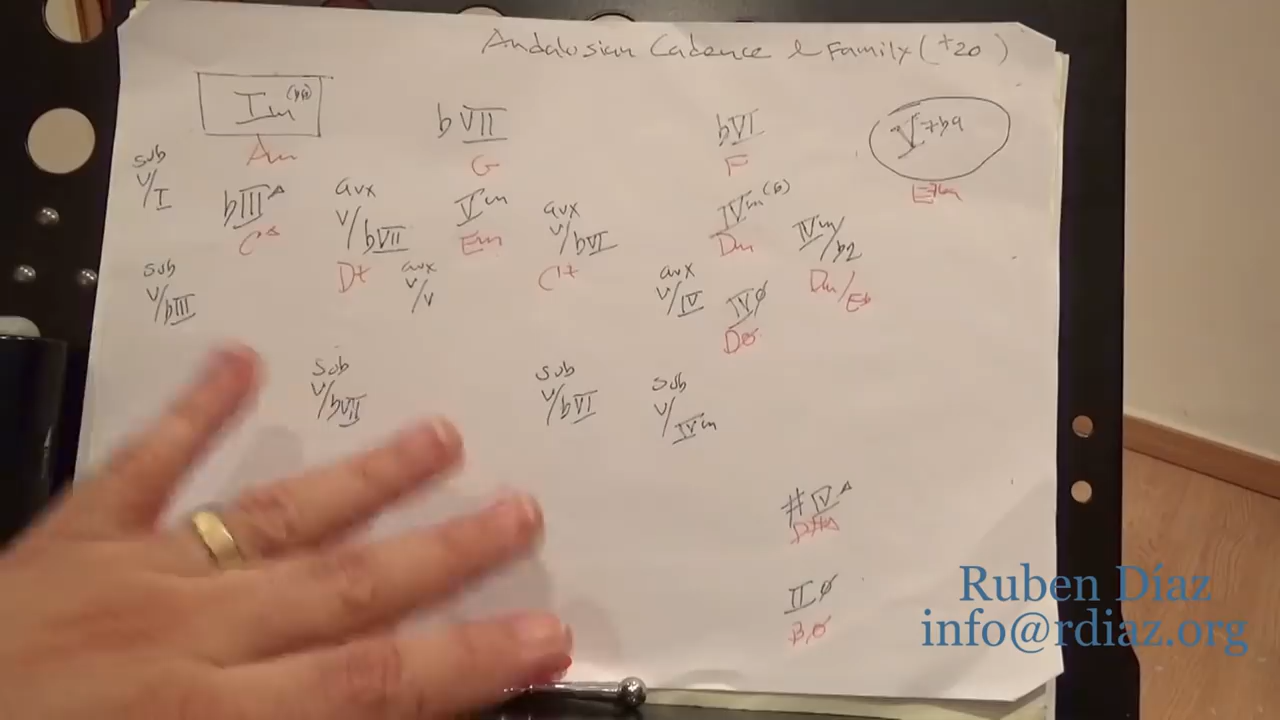 Andalusian Cadence & Family (+20)
Im(b6)
bVII
bVI
V7b9
Am
G
F
sub
V/I
bIIIΔ
aux
V/bVII
Vm
aux
V/bVI
IVm(6)
IVm/b2
CΔ
D7
Em
C7
Dm
Dm/Eb
sub
V/bIII
aux
V/V
aux
V/IV
IVø
Dø
sub
V/bVII
sub
V/bVI
sub
V/IVm
#IVΔ
D#Δ
IIø
Bø
Ruben Díaz
info@rdiaz.org